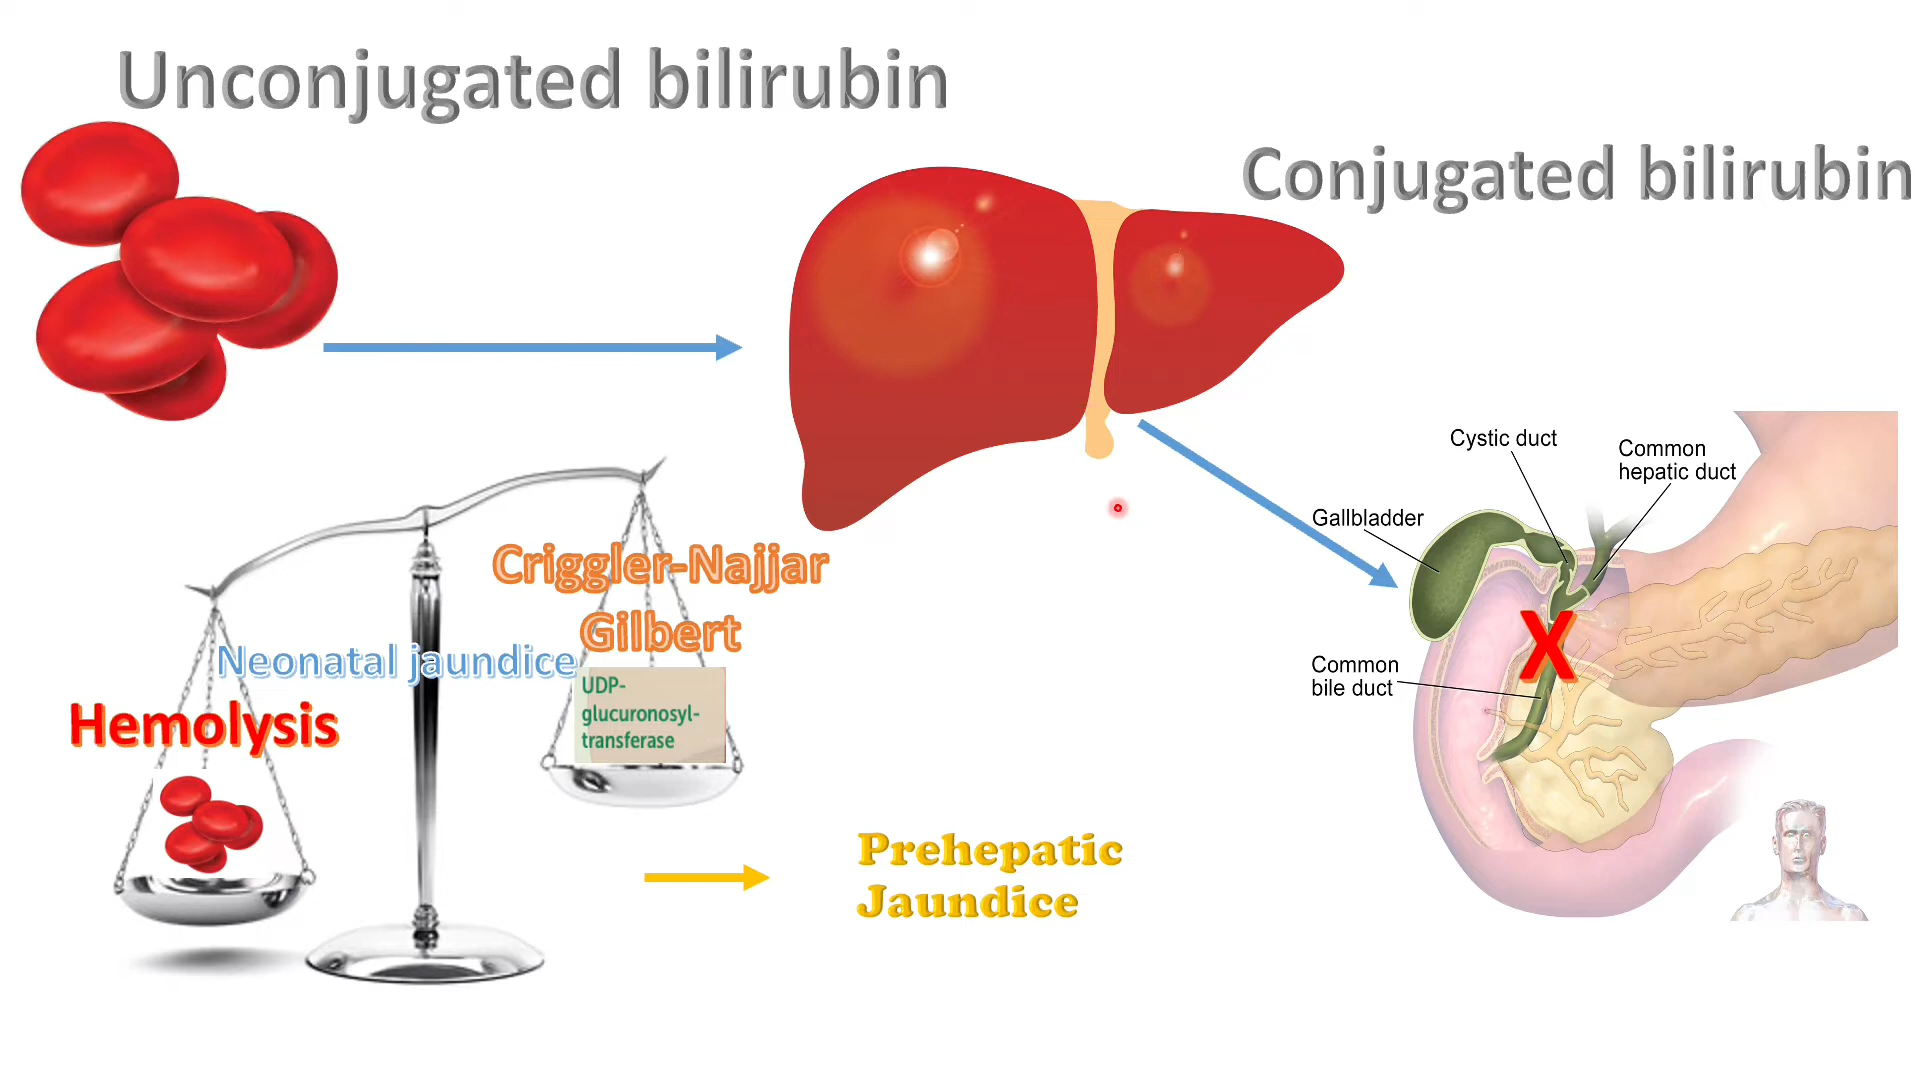 Unconjugated bilirubin
Conjugated bilirubin
Cystic duct
Common
hepatic duct
Gallbladder
Common
bile duct
X
Criggler-Najjar
Gilbert
Neonatal jaundice
Hemolysis
UDP-
glucuronosyl-
transferase
Prehepatic
Jaundice